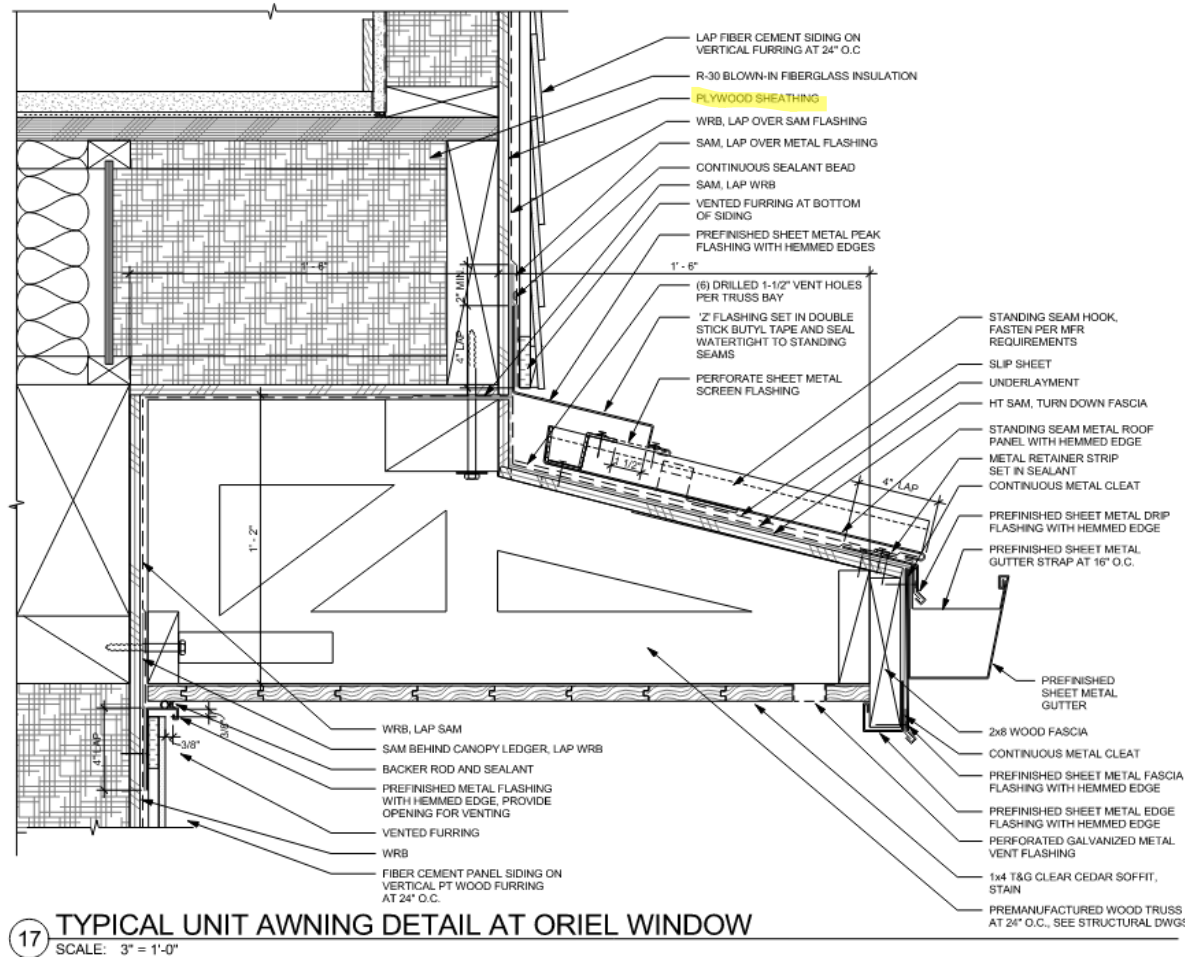 LAP FIBER CEMENT SIDING ON
VERTICAL FURRING AT 24" O.C
R-30 BLOWN-IN FIBERGLASS INSULATION
PLYWOOD SHEATHING
WRB, LAP OVER SAM FLASHING
SAM, LAP OVER METAL FLASHING
CONTINUOUS SEALANT BEAD
SAM, LAP WRB
VENTED FURRING AT BOTTOM
OF SIDING
PREFINISHED SHEET METAL PEAK
FLASHING WITH HEMMED EDGES
(6) DRILLED 1-1/2" VENT HOLES
PER TRUSS BAY
'Z' FLASHING SET IN DOUBLE
STICK BUTYL TAPE AND SEAL
WATERTIGHT TO STANDING
SEAMS
PERFORATE SHEET METAL
SCREEN FLASHING
1' - 6"
1' - 6"
2" MIN.
4" LAP
1 1/2"
4" LAP
1' - 2"
STANDING SEAM HOOK,
FASTEN PER MFR
REQUIREMENTS
SLIP SHEET
UNDERLAYMENT
HT SAM, TURN DOWN FASCIA
STANDING SEAM METAL ROOF
PANEL WITH HEMMED EDGE
METAL RETAINER STRIP
SET IN SEALANT
CONTINUOUS METAL CLEAT
PREFINISHED SHEET METAL DRIP
FLASHING WITH HEMMED EDGE
PREFINISHED SHEET METAL
GUTTER STRAP AT 16" O.C.
PREFINISHED
SHEET METAL
GUTTER
2x8 WOOD FASCIA
CONTINUOUS METAL CLEAT
PREFINISHED SHEET METAL FASCIA
FLASHING WITH HEMMED EDGE
PREFINISHED SHEET METAL EDGE
FLASHING WITH HEMMED EDGE
PERFORATED GALVANIZED METAL
VENT FLASHING
1x4 T&G CLEAR CEDAR SOFFIT,
STAIN
PREMANUFACTURED WOOD TRUSS
AT 24" O.C., SEE STRUCTURAL DWGS
4" LAP
3/8"
3/8"
WRB, LAP SAM
SAM BEHIND CANOPY LEDGER, LAP WRB
BACKER ROD AND SEALANT
PREFINISHED METAL FLASHING
WITH HEMMED EDGE, PROVIDE
OPENING FOR VENTING
VENTED FURRING
WRB
FIBER CEMENT PANEL SIDING ON
VERTICAL PT WOOD FURRING
AT 24" O.C.
17 TYPICAL UNIT AWNING DETAIL AT ORIEL WINDOW
SCALE: 3" = 1'-0"